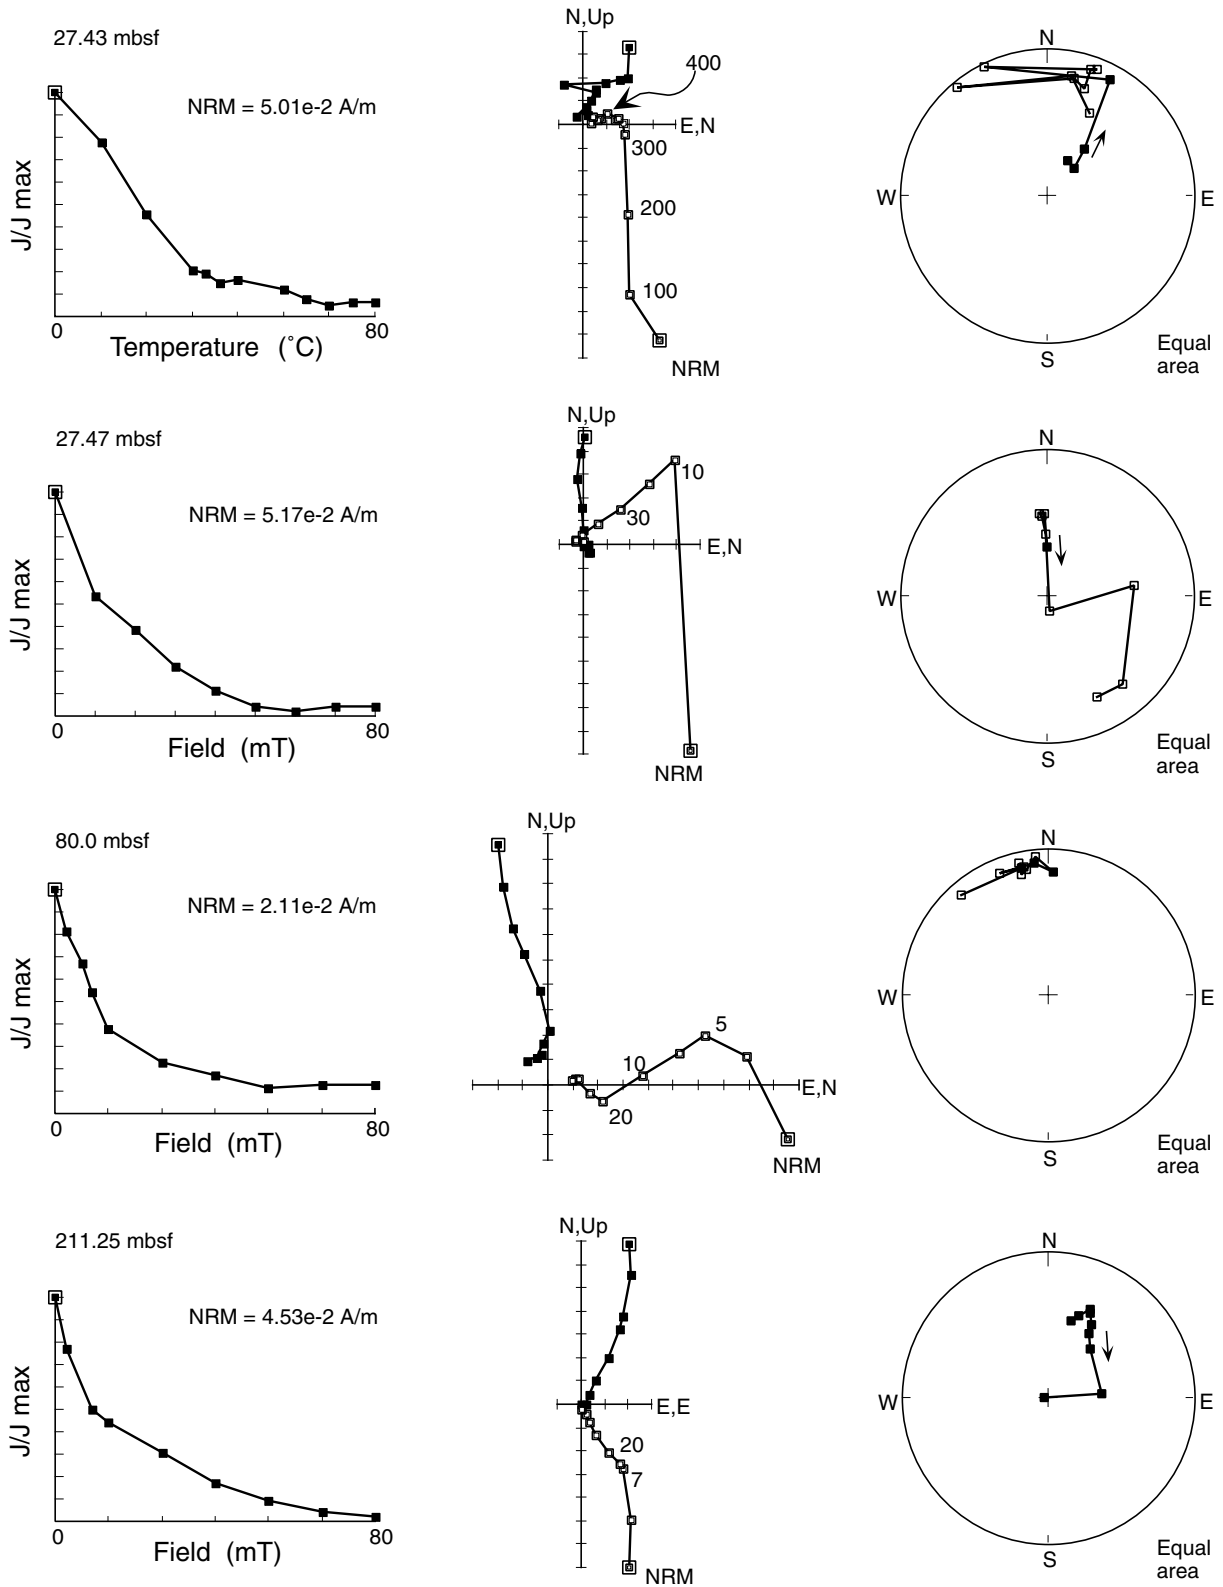 27.43 mbsf
NRM = 5.01e-2 A/m
J/J max
0
80
Temperature (˚C)
N,Up
400
E,N
300
200
100
NRM
N
W
E
S
Equal
area
27.47 mbsf
NRM = 5.17e-2 A/m
J/J max
0
80
Field (mT)
N,Up
10
30
E,N
NRM
N
W
E
S
Equal
area
80.0 mbsf
NRM = 2.11e-2 A/m
J/J max
0
80
Field (mT)
N,Up
5
10
E,N
20
NRM
N
W
E
S
Equal
area
211.25 mbsf
NRM = 4.53e-2 A/m
J/J max
0
80
Field (mT)
N,Up
E,E
20
7
NRM
N
W
E
S
Equal
area